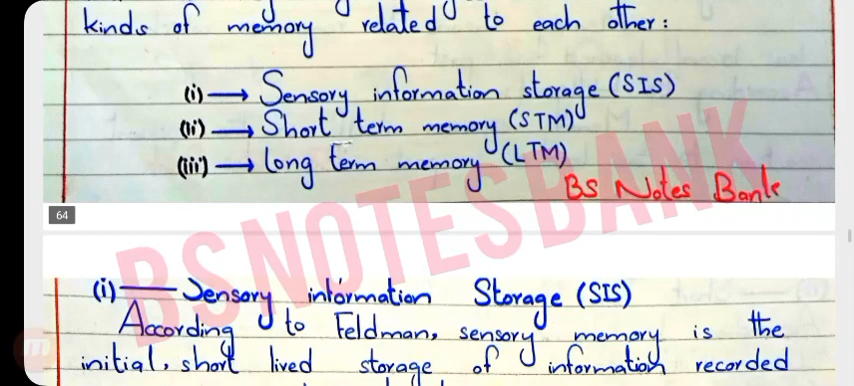 kinds of memory related to each other:
(i) → Sensory information storage (SIS)
(ii) → Short term memory (STM)
(iii) → Long term memory (LTM)
BS Notes Bank
64
BSNOTESBANK
(i) — Sensory information Storage (SIS)
According to Feldman, sensory memory is the
initial, short lived storage of information recorded